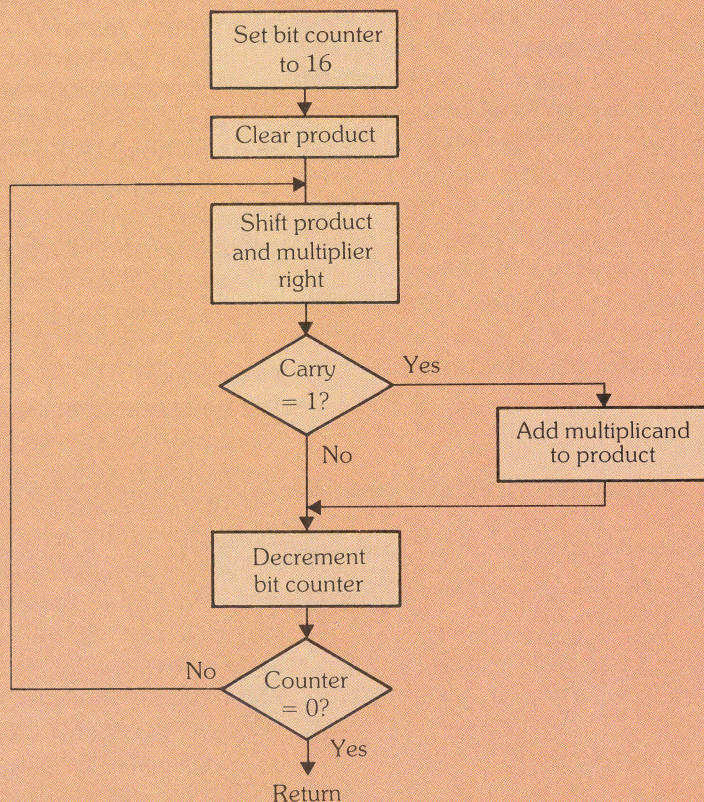 Set bit counter
to 16
Clear product
Shift product
and multiplier
right
Carry
= 1?
Yes
No
Add multiplicand
to product
Decrement
bit counter
Counter
= 0?
No
Yes
Return